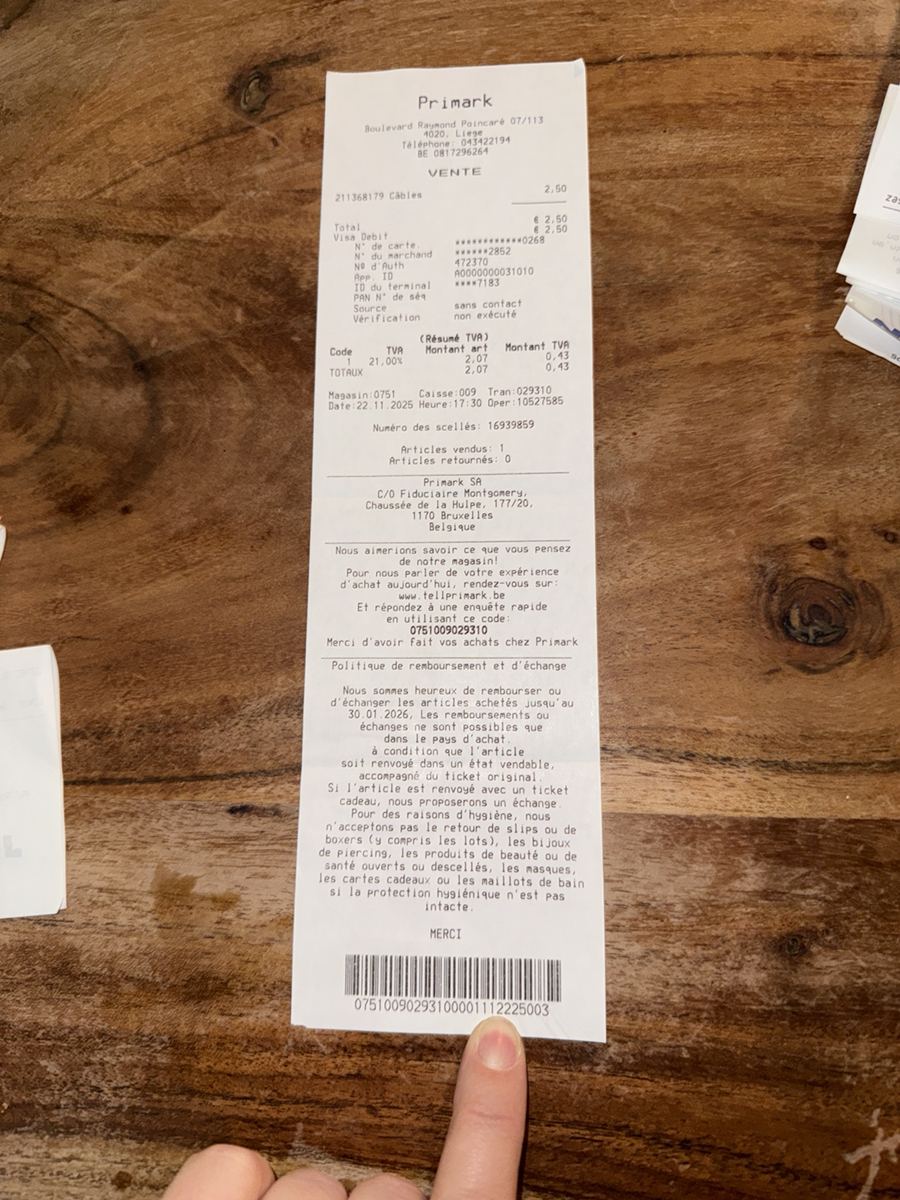 Primark
Boulevard Raymond Poincaré 07/113
4020, Liege
Téléphone: 043422194
BE 0817296264
VENTE
211368179 Câbles 2,50
Total € 2,50
Visa Debit € 2,50
N° de carte. ************0268
N° du marchand ******2852
Nº d'Auth 472370
App. ID A0000000031010
ID du terminal ****7183
PAN N° de séq
Source sans contact
Vérification non exécuté
(Résumé TVA)
Code TVA Montant art Montant TVA
1 21,00% 2,07 0,43
TOTAUX 2,07 0,43
Magasin:0751 Caisse:009 Tran:029310
Date:22.11.2025 Heure:17:30 Oper:10527585
Numéro des scellés: 16939859
Articles vendus: 1
Articles retournés: 0
Primark SA
C/O Fiduciaire Montgomery,
Chaussée de la Hulpe, 177/20,
1170 Bruxelles
Belgique
Nous aimerions savoir ce que vous pensez
de notre magasin!
Pour nous parler de votre expérience
d'achat aujourd'hui, rendez-vous sur:
www.tellprimark.be
Et répondez à une enquête rapide
en utilisant ce code:
0751009029310
Merci d'avoir fait vos achats chez Primark
Politique de remboursement et d'échange
Nous sommes heureux de rembourser ou
d'échanger les articles achetés jusqu'au
30.01.2026, Les remboursements ou
échanges ne sont possibles que
dans le pays d'achat.
à condition que l'article
soit renvoyé dans un état vendable,
accompagné du ticket original.
Si l'article est renvoyé avec un ticket
cadeau, nous proposerons un échange.
Pour des raisons d'hygiène, nous
n'acceptons pas le retour de slips ou de
boxers (y compris les lots), les bijoux
de piercing, les produits de beauté ou de
santé ouverts ou descellés, les masques,
les cartes cadeaux ou les maillots de bain
si la protection hygiénique n'est pas
intacte.
MERCI
07510090293100001112225003